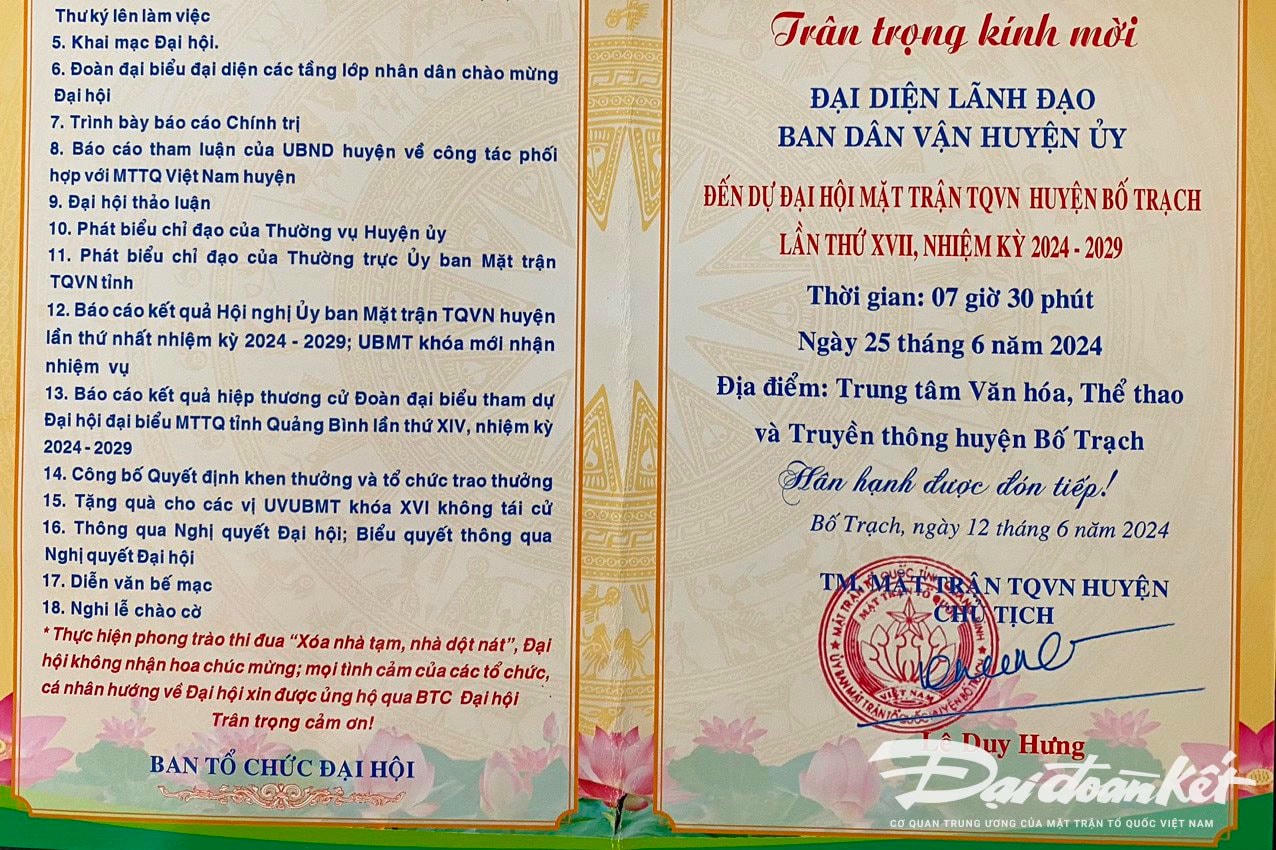 Thư ký lên làm việc
5. Khai mạc Đại hội.
6. Đoàn đại biểu đại diện các tầng lớp nhân dân chào mừng
Đại hội
7. Trình bày báo cáo Chính trị
8. Báo cáo tham luận của UBND huyện về công tác phối
hợp với MTTQ Việt Nam huyện
9. Đại hội thảo luận
10. Phát biểu chỉ đạo của Thường vụ Huyện ủy
11. Phát biểu chỉ đạo của Thường trực Ủy ban Mặt trận
TQVN tỉnh
12. Báo cáo kết quả Hội nghị Ủy ban Mặt trận TQVN huyện
lần thứ nhất nhiệm kỳ 2024 - 2029; UBMT khóa mới nhận
nhiệm vụ
13. Báo cáo kết quả hiệp thương cử Đoàn đại biểu tham dự
Đại hội đại biểu MTTQ tỉnh Quảng Bình lần thứ XIV, nhiệm kỳ
2024 - 2029
14. Công bố Quyết định khen thưởng và tổ chức trao thưởng
15. Tặng quà cho các vị UVUBMT khóa XVI không tái cử
16. Thông qua Nghị quyết Đại hội; Biểu quyết thông qua
Nghị quyết Đại hội
17. Diễn văn bế mạc
18. Nghi lễ chào cờ
* Thực hiện phong trào thi đua “Xóa nhà tạm, nhà dột nát”, Đại
hội không nhận hoa chúc mừng; mọi tình cảm của các tổ chức,
cá nhân hướng về Đại hội xin được ủng hộ qua BTC Đại hội
Trân trọng cảm ơn!
BAN TỔ CHỨC ĐẠI HỘI
Trân trọng kính mời
ĐẠI DIỆN LÃNH ĐẠO
BAN DÂN VẬN HUYỆN ỦY
ĐẾN DỰ ĐẠI HỘI MẶT TRẬN TQVN HUYỆN BỐ TRẠCH
LẦN THỨ XVII, NHIỆM KỲ 2024 - 2029
Thời gian: 07 giờ 30 phút
Ngày 25 tháng 6 năm 2024
Địa điểm: Trung tâm Văn hóa, Thể thao
và Truyền thông huyện Bố Trạch
Hân hạnh được đón tiếp!
Bố Trạch, ngày 12 tháng 6 năm 2024
TM. MẶT TRẬN TQVN HUYỆN
CHỦ TỊCH
VIỆT NAM
Lê Duy Hưng
Đại đoàn kết
CƠ QUAN TRUNG ƯƠNG CỦA MẶT TRẬN TỔ QUỐC VIỆT NAM